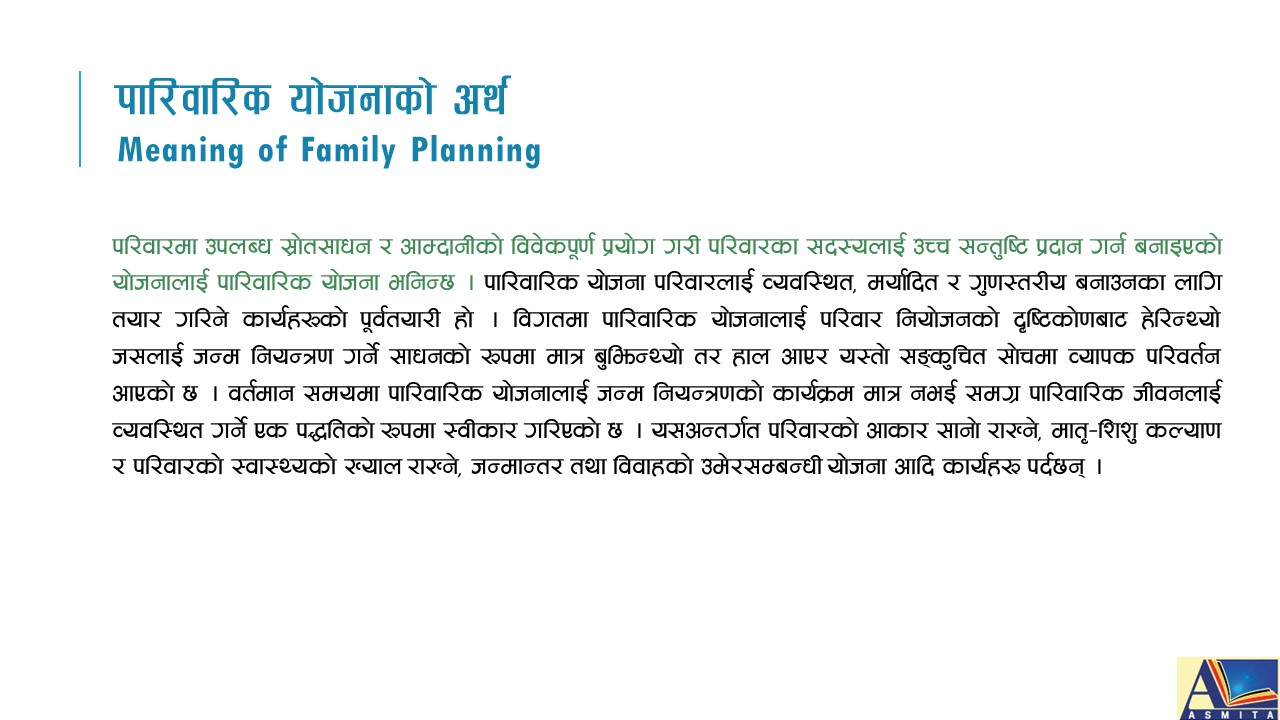 पारिवारिक योजनाको अर्थ
Meaning of Family Planning
परिवारमा उपलब्ध स्रोतसाधन र आम्दानीको विवेकपूर्ण प्रयोग गरी परिवारका सदस्यलाई उच्च सन्तुष्टि प्रदान गर्न बनाइएको
योजनालाई पारिवारिक योजना भनिन्छ । पारिवारिक योजना परिवारलाई व्यवस्थित, मर्यादित र गुणस्तरीय बनाउनका लागि
तयार गरिने कार्यहरुको पूर्वतयारी हो । विगतमा पारिवारिक योजनालाई परिवार नियोजनको दृष्टिकोणबाट हेरिन्थ्यो
जसलाई जन्म नियन्त्रण गर्ने साधनको रुपमा मात्र बुझिन्थ्यो तर हाल आएर यस्तो सङ्कुचित सोचमा व्यापक परिवर्तन
आएको छ । वर्तमान समयमा पारिवारिक योजनालाई जन्म नियन्त्रणको कार्यक्रम मात्र नभई समग्र पारिवारिक जीवनलाई
व्यवस्थित गर्ने एक पद्धतिको रुपमा स्वीकार गरिएको छ । यसअन्तर्गत परिवारको आकार सानो राख्ने, मातृ-शिशु कल्याण
र परिवारको स्वास्थ्यको ख्याल राख्ने, जन्मान्तर तथा विवाहको उमेरसम्बन्धी योजना आदि कार्यहरु पर्दछन् ।
ASMITA